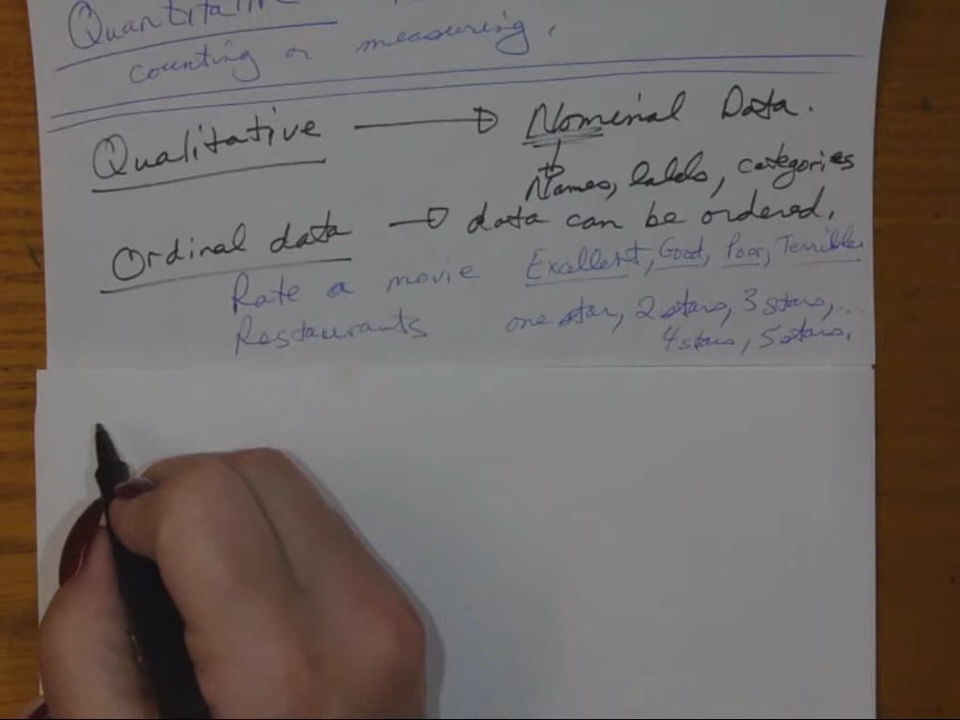 Quantitative
counting or measuring.
Qualitative → Nominal Data.
Names, labels, categories
Ordinal data → data can be ordered.
Rate a movie Excellent, Good, Poor, Terrible
Restaurants one star, 2 stars, 3 stars, ..
4 stars, 5 stars.